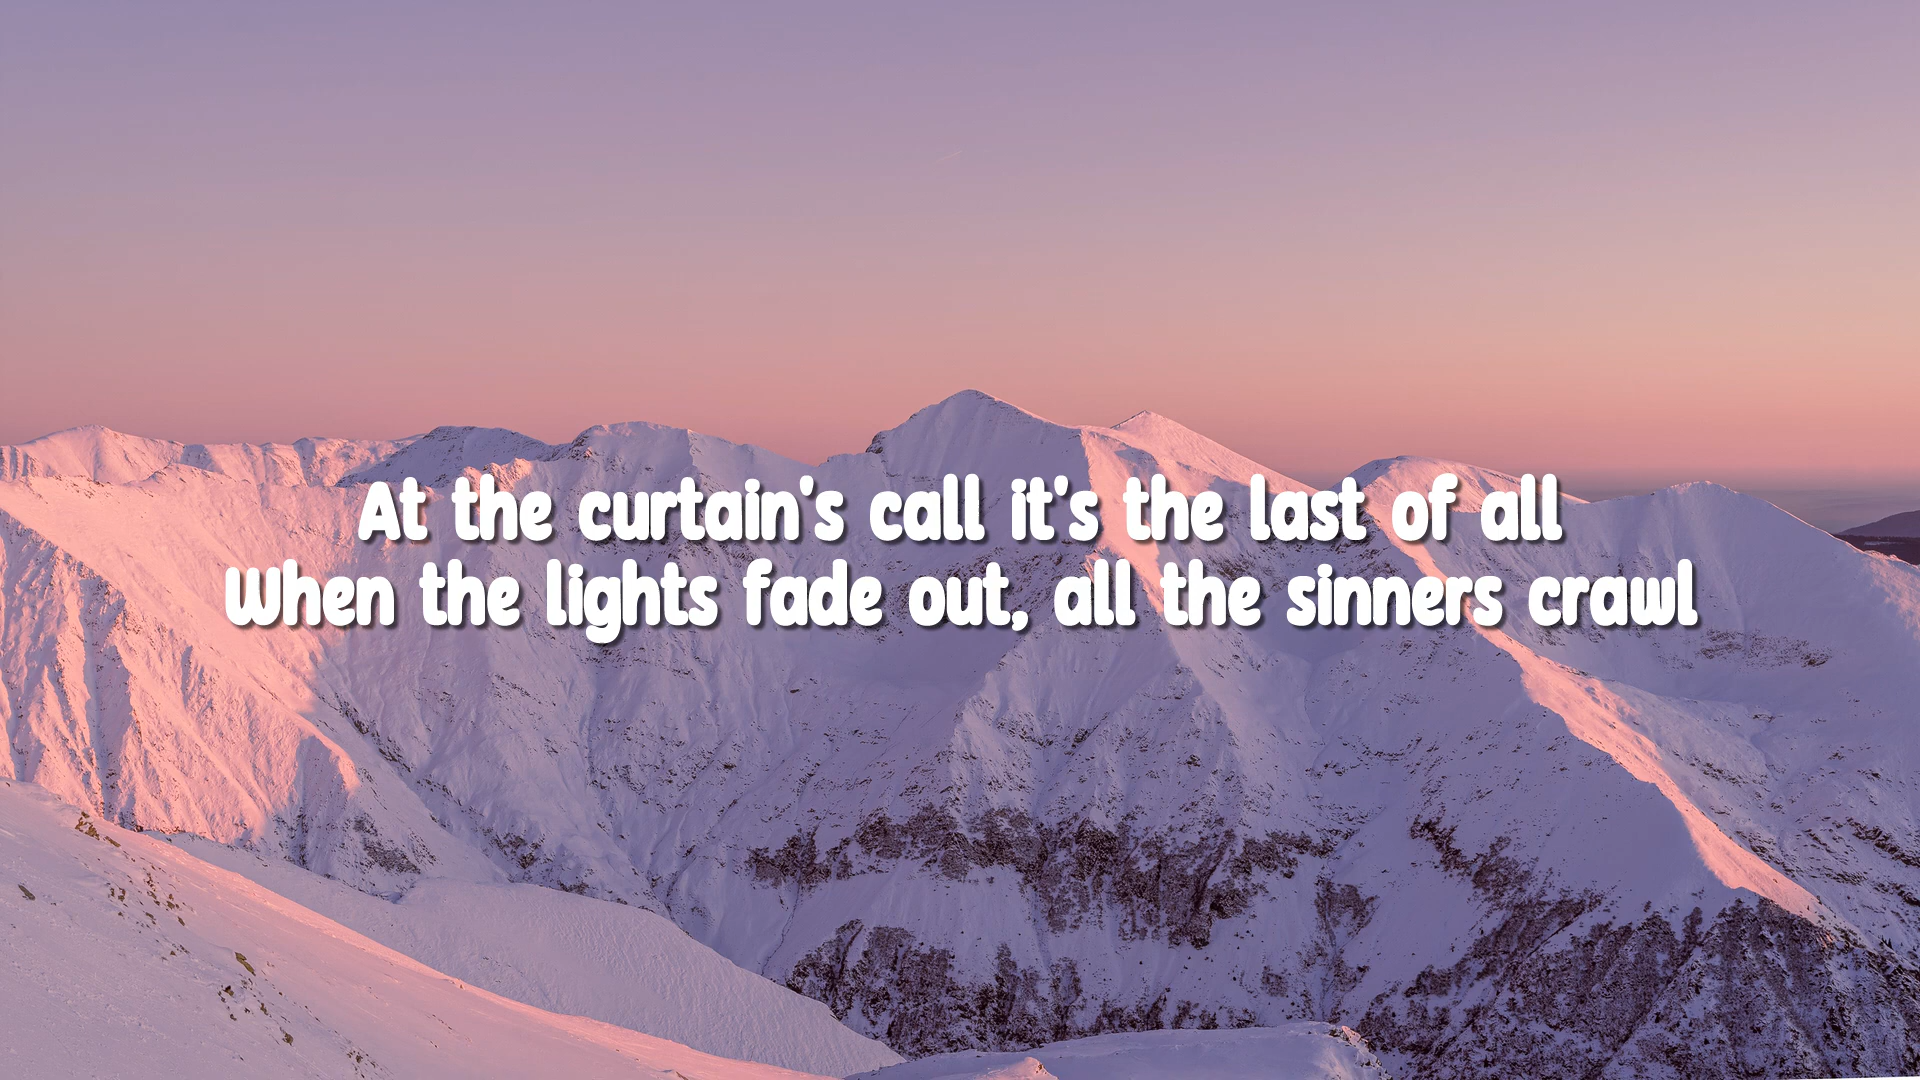 At the curtain's call it's the last of all
When the lights fade out, all the sinners crawl